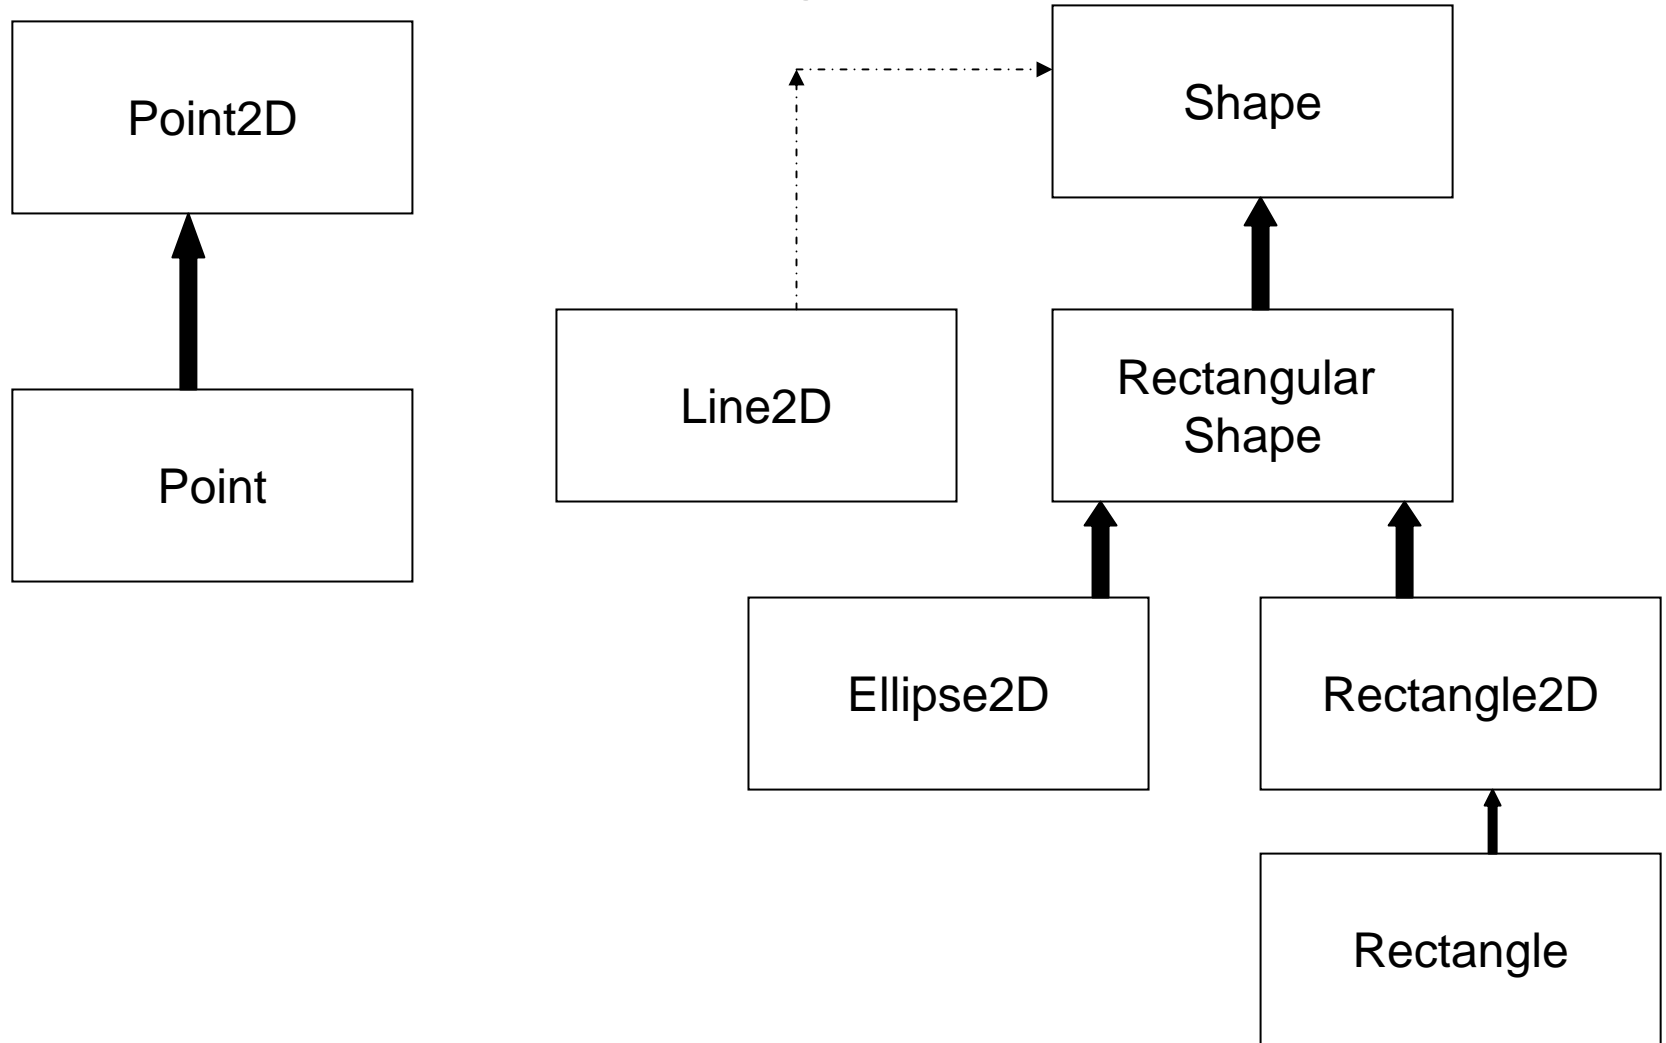 Point2D
Shape
Point
Line2D
Rectangular
Shape
Ellipse2D
Rectangle2D
Rectangle